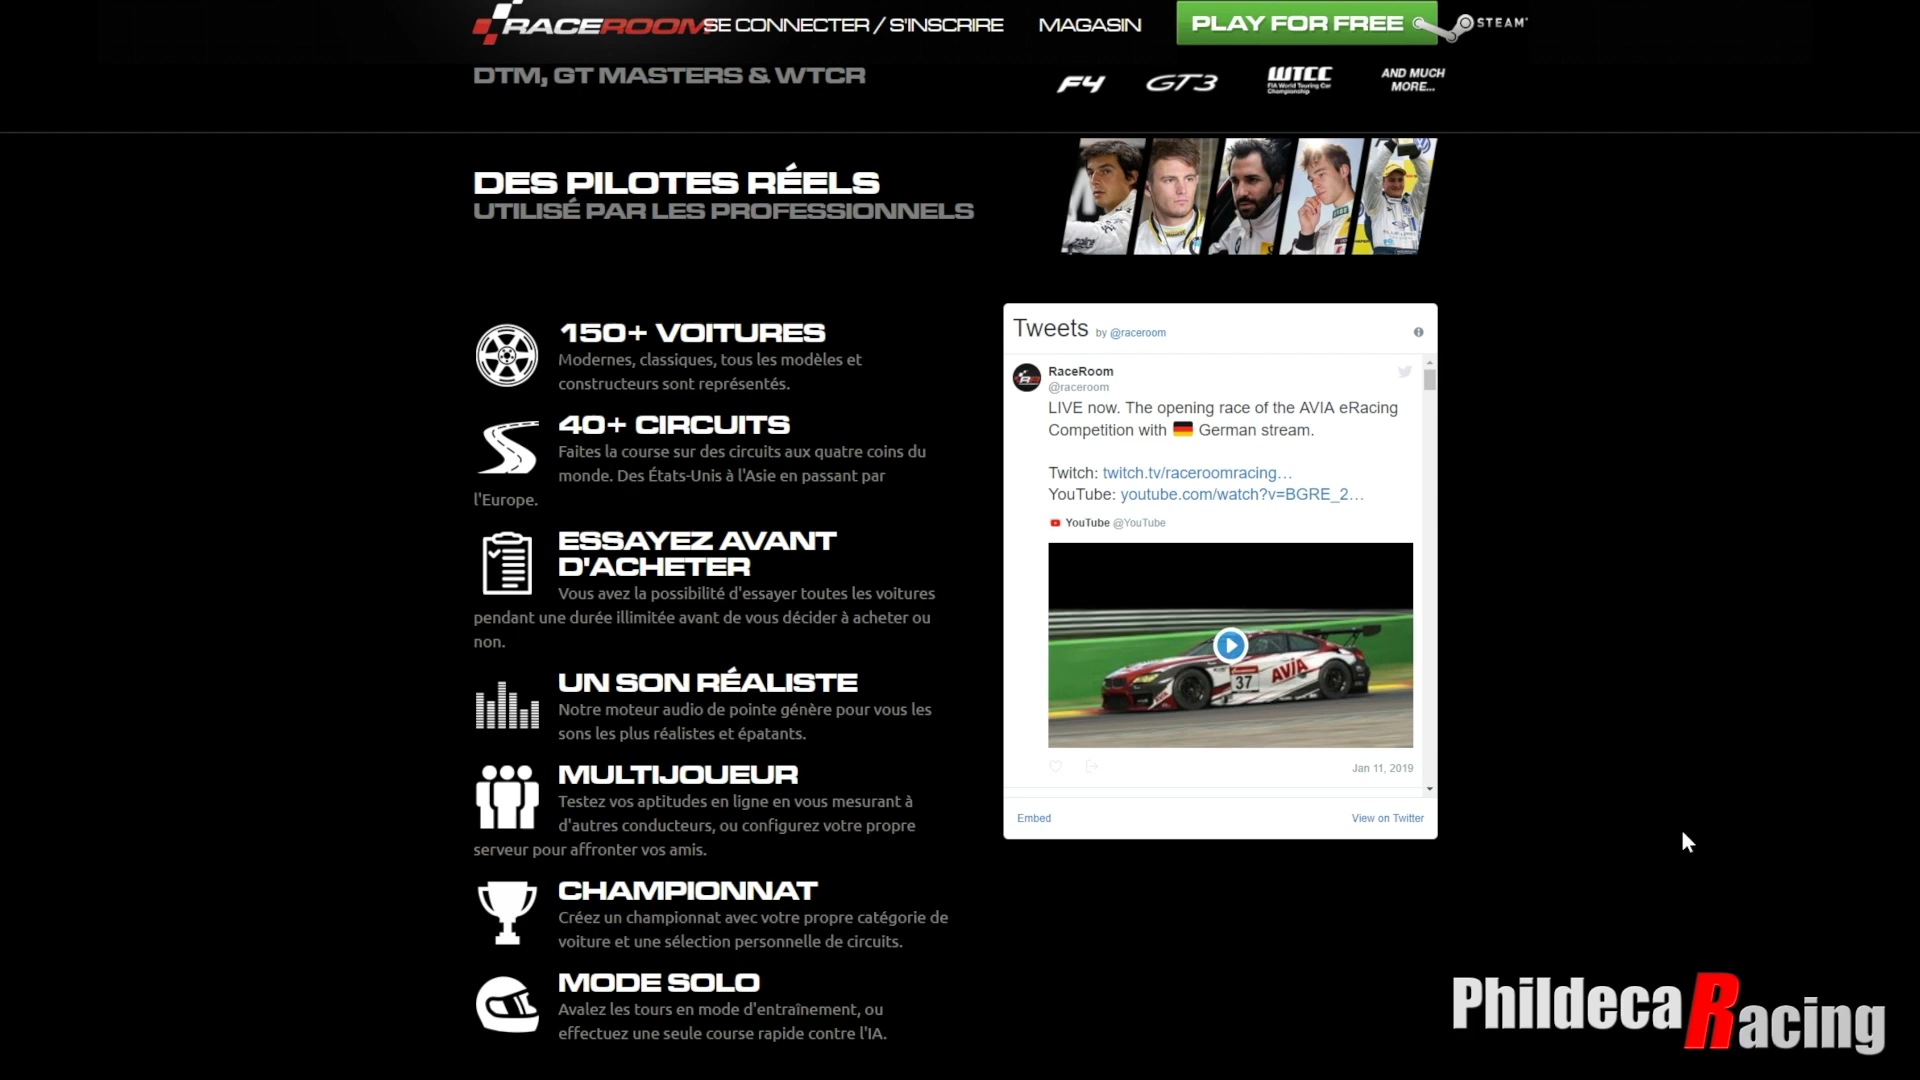 RACEROOM
SE CONNECTER / S'INSCRIRE
MAGASIN
PLAY FOR FREE
STEAM
DTM, GT MASTERS & WTCR
F4
GT3
WTCC
FIA World Touring Car
Championship
AND MUCH
MORE...
DES PILOTES RÉELS
UTILISÉ PAR LES PROFESSIONNELS
150+ VOITURES
Modernes, classiques, tous les modèles et
constructeurs sont représentés.
40+ CIRCUITS
Faites la course sur des circuits aux quatre coins du
monde. Des États-Unis à l'Asie en passant par
l'Europe.
ESSAYEZ AVANT
D'ACHETER
Vous avez la possibilité d'essayer toutes les voitures
pendant une durée illimitée avant de vous décider à acheter ou
non.
UN SON RÉALISTE
Notre moteur audio de pointe génère pour vous les
sons les plus réalistes et épatants.
MULTIJOUEUR
Testez vos aptitudes en ligne en vous mesurant à
d'autres conducteurs, ou configurez votre propre
serveur pour affronter vos amis.
CHAMPIONNAT
Créez un championnat avec votre propre catégorie de
voiture et une sélection personnelle de circuits.
MODE SOLO
Avalez les tours en mode d'entraînement, ou
effectuez une seule course rapide contre l'IA.
Tweets by @raceroom
RaceRoom
@raceroom
LIVE now. The opening race of the AVIA eRacing
Competition with 🇩🇪 German stream.
Twitch: twitch.tv/raceroomracing…
YouTube: youtube.com/watch?v=BGRE_2…
YouTube @YouTube
37
AVIA
Jan 11, 2019
Embed
View on Twitter
Phildeca Racing